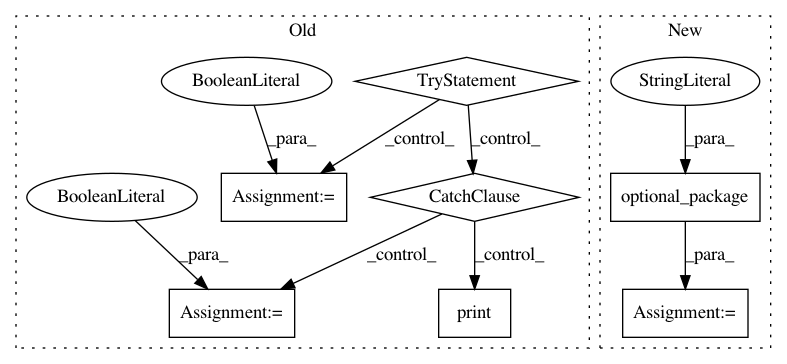 Old
New
BooleanLiteral
TryStatement
StringLiteral
_para_
_control_
_control_
_para_
BooleanLiteral
Assignment:=
CatchClause
optional_package
_para_
_control_
_control_
_para_
Assignment:=
print
Assignment:=